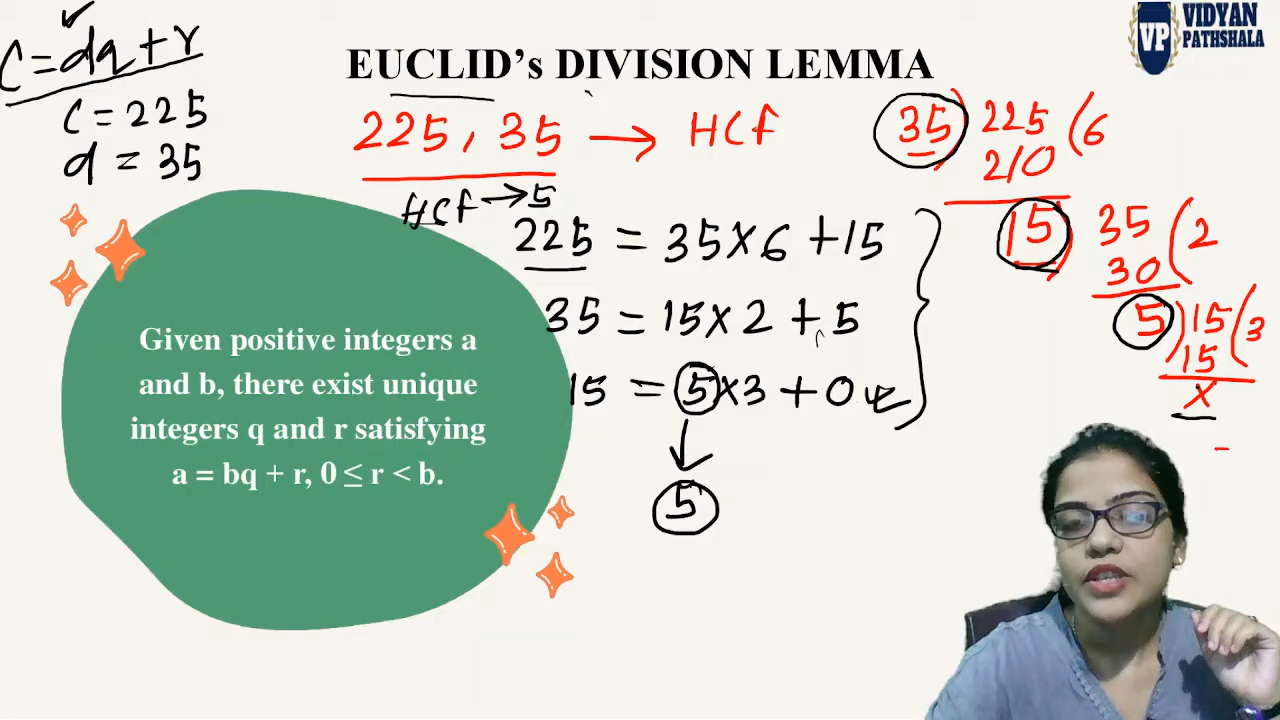 C = dq + r
C = 225
d = 35
EUCLID's DIVISION LEMMA
VIDYAN
PATHSHALA
VP
225, 35 → HCF
HCF → 5
225 = 35×6 +15
35 = 15×2 +5
15 = 5×3 + 0
5
35) 225 (6
210
15) 35 (2
30
5) 15 (3
15
×
Given positive integers a
and b, there exist unique
integers q and r satisfying
a = bq + r, 0 ≤ r < b.